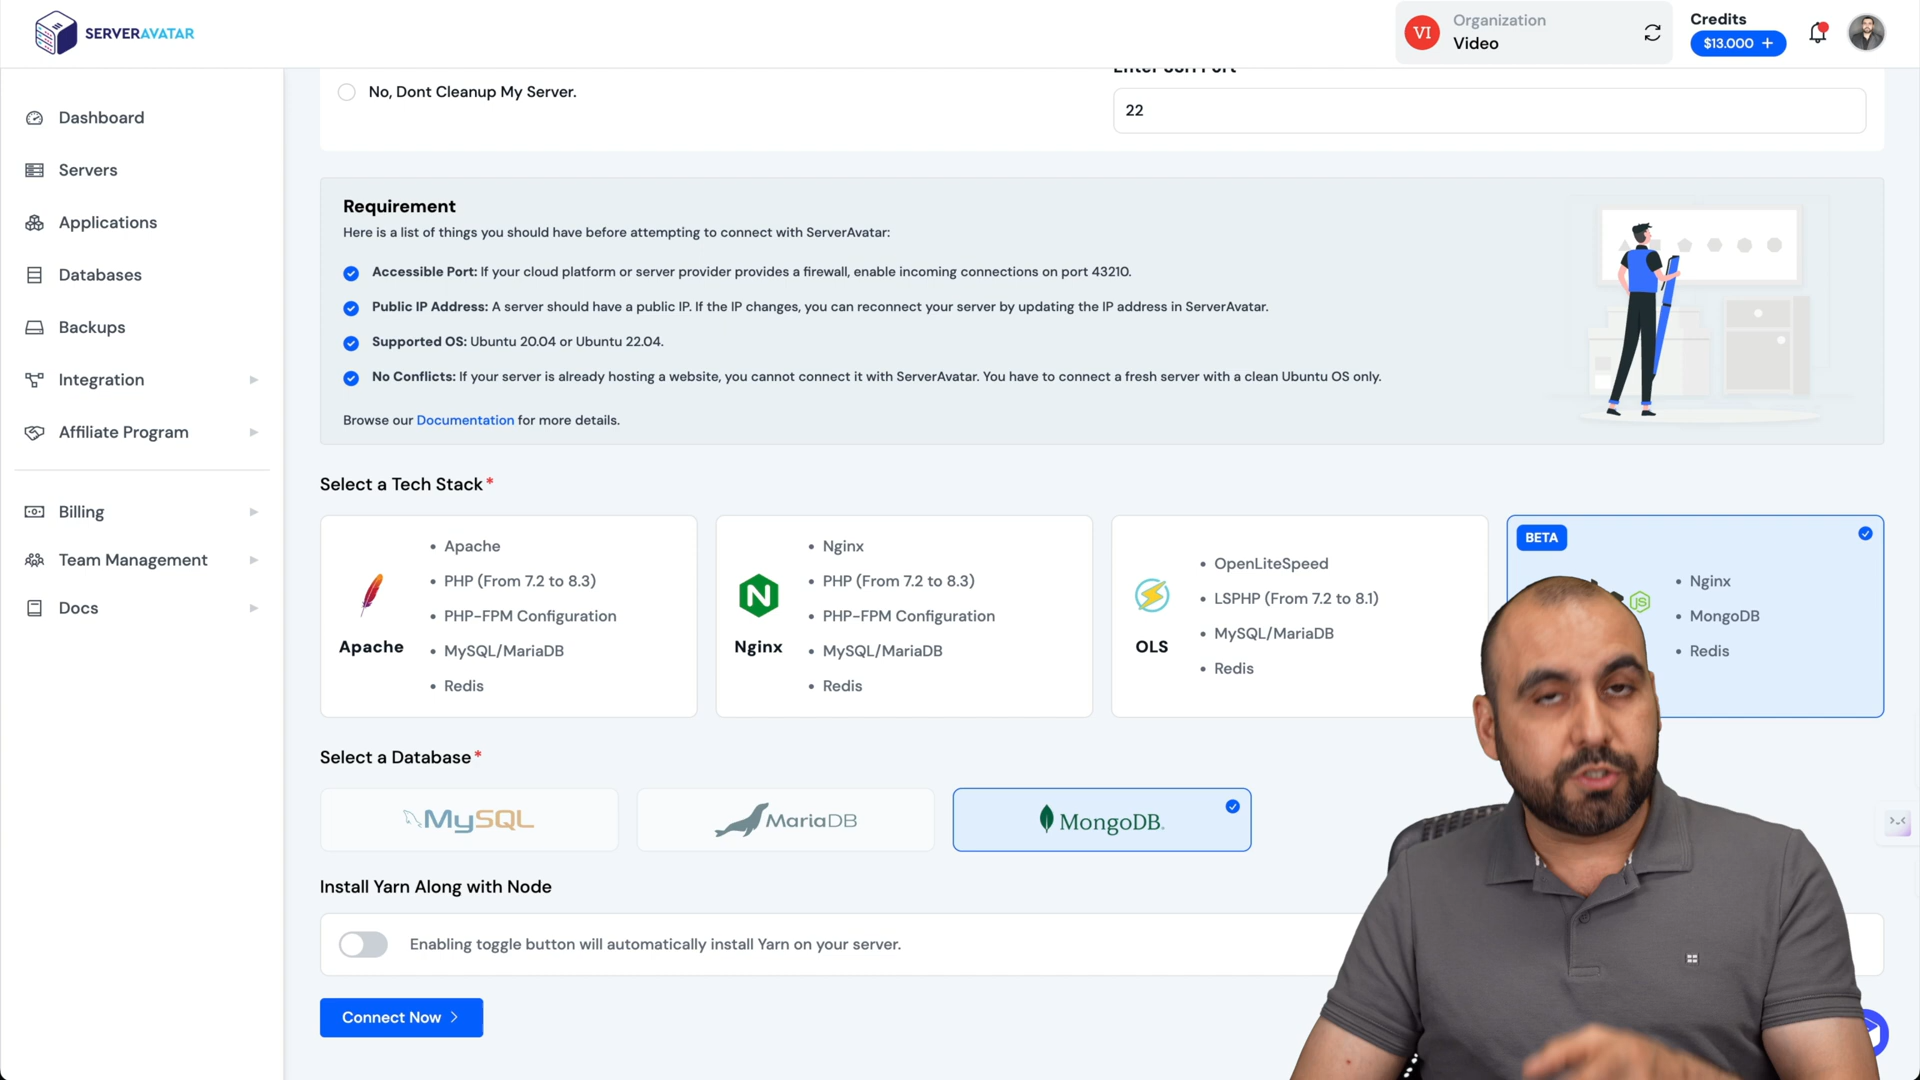 SERVERAVATAR
VI
Organization
Video
Credits
$13.000 +
Dashboard
Servers
Applications
Databases
Backups
Integration
Affiliate Program
Billing
Team Management
Docs
No, Dont Cleanup My Server.
Enter SSH Port
22
Requirement
Here is a list of things you should have before attempting to connect with ServerAvatar:
Accessible Port: If your cloud platform or server provider provides a firewall, enable incoming connections on port 43210.
Public IP Address: A server should have a public IP. If the IP changes, you can reconnect your server by updating the IP address in ServerAvatar.
Supported OS: Ubuntu 20.04 or Ubuntu 22.04.
No Conflicts: If your server is already hosting a website, you cannot connect it with ServerAvatar. You have to connect a fresh server with a clean Ubuntu OS only.
Browse our Documentation for more details.
Select a Tech Stack*
Apache
• Apache
• PHP (From 7.2 to 8.3)
• PHP-FPM Configuration
• MySQL/MariaDB
• Redis
N
Nginx
• Nginx
• PHP (From 7.2 to 8.3)
• PHP-FPM Configuration
• MySQL/MariaDB
• Redis
OLS
• OpenLiteSpeed
• LSPHP (From 7.2 to 8.1)
• MySQL/MariaDB
• Redis
BETA
JS
• Nginx
• MongoDB
• Redis
Select a Database*
MySQL
MariaDB
MongoDB.
Install Yarn Along with Node
Enabling toggle button will automatically install Yarn on your server.
Connect Now >